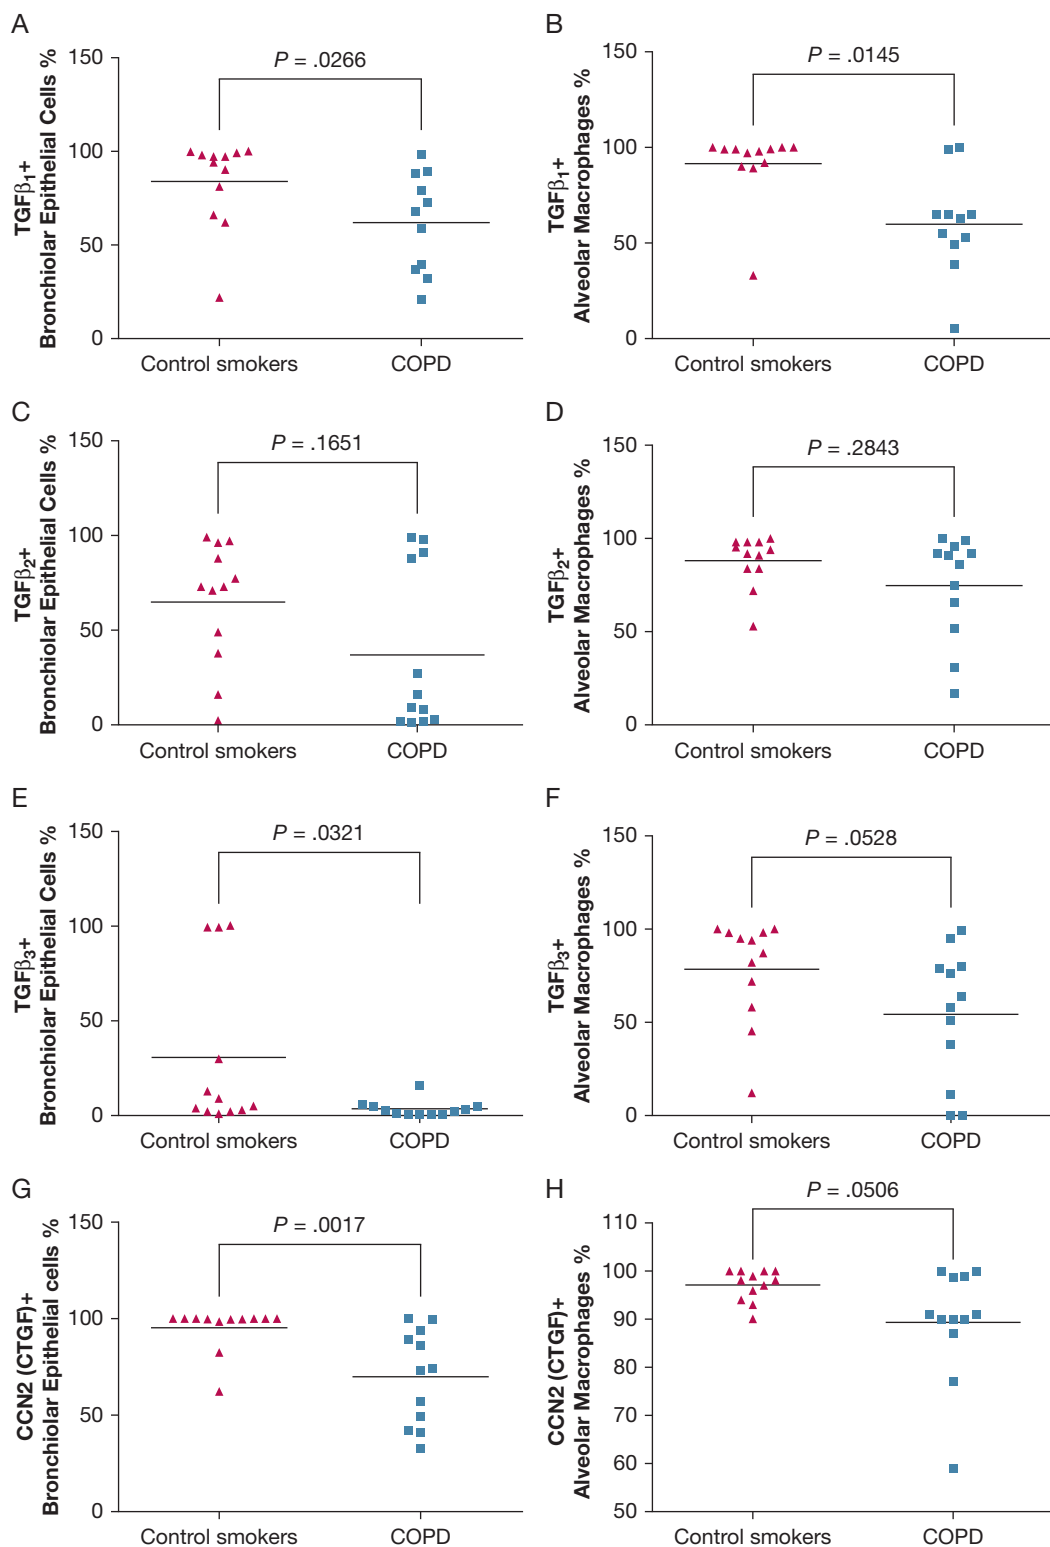 A
TGFβ1+
Bronchiolar Epithelial Cells %
150
100
50
0
P = .0266
Control smokers
COPD
B
TGFβ1+
Alveolar Macrophages %
150
100
50
0
P = .0145
Control smokers
COPD
C
TGFβ2+
Bronchiolar Epithelial Cells %
150
100
50
0
P = .1651
Control smokers
COPD
D
TGFβ2+
Alveolar Macrophages %
150
100
50
0
P = .2843
Control smokers
COPD
E
TGFβ3+
Bronchiolar Epithelial Cells %
150
100
50
0
P = .0321
Control smokers
COPD
F
TGFβ3+
Alveolar Macrophages %
150
100
50
0
P = .0528
Control smokers
COPD
G
CCN2 (CTGF)+
Bronchiolar Epithelial cells %
150
100
50
0
P = .0017
Control smokers
COPD
H
CCN2 (CTGF)+
Alveolar Macrophages %
110
100
90
80
70
60
50
P = .0506
Control smokers
COPD